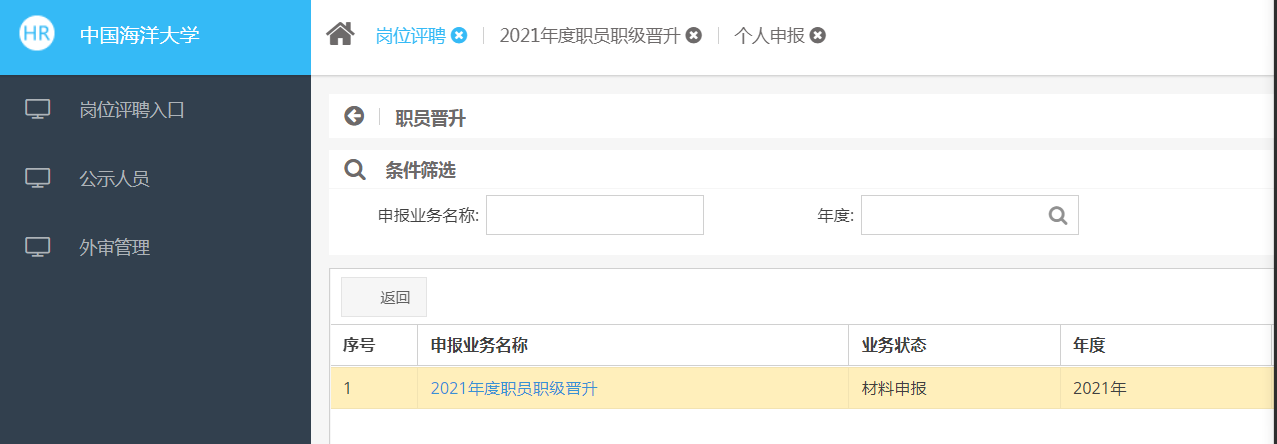 HR 中国海洋大学
岗位评聘 2021年度职员职级晋升 个人申报
岗位评聘入口
公示人员
外审管理
职员晋升
条件筛选
申报业务名称: 年度:
返回
序号 申报业务名称 业务状态 年度
1 2021年度职员职级晋升 材料申报 2021年